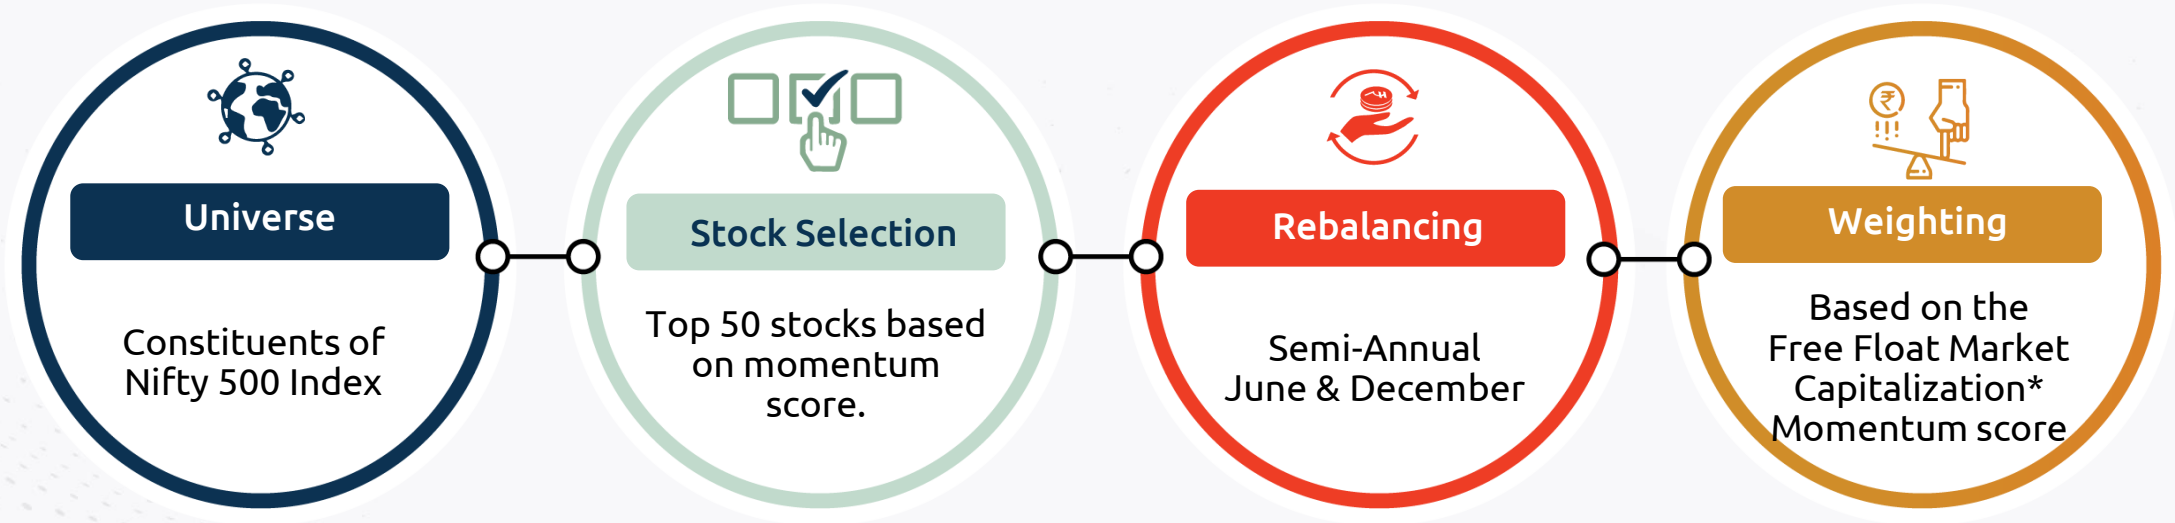 Universe
Constituents of
Nifty 500 Index
Stock Selection
Top 50 stocks based
on momentum
score.
Rebalancing
Semi-Annual
June & December
₹
Weighting
Based on the
Free Float Market
Capitalization*
Momentum score